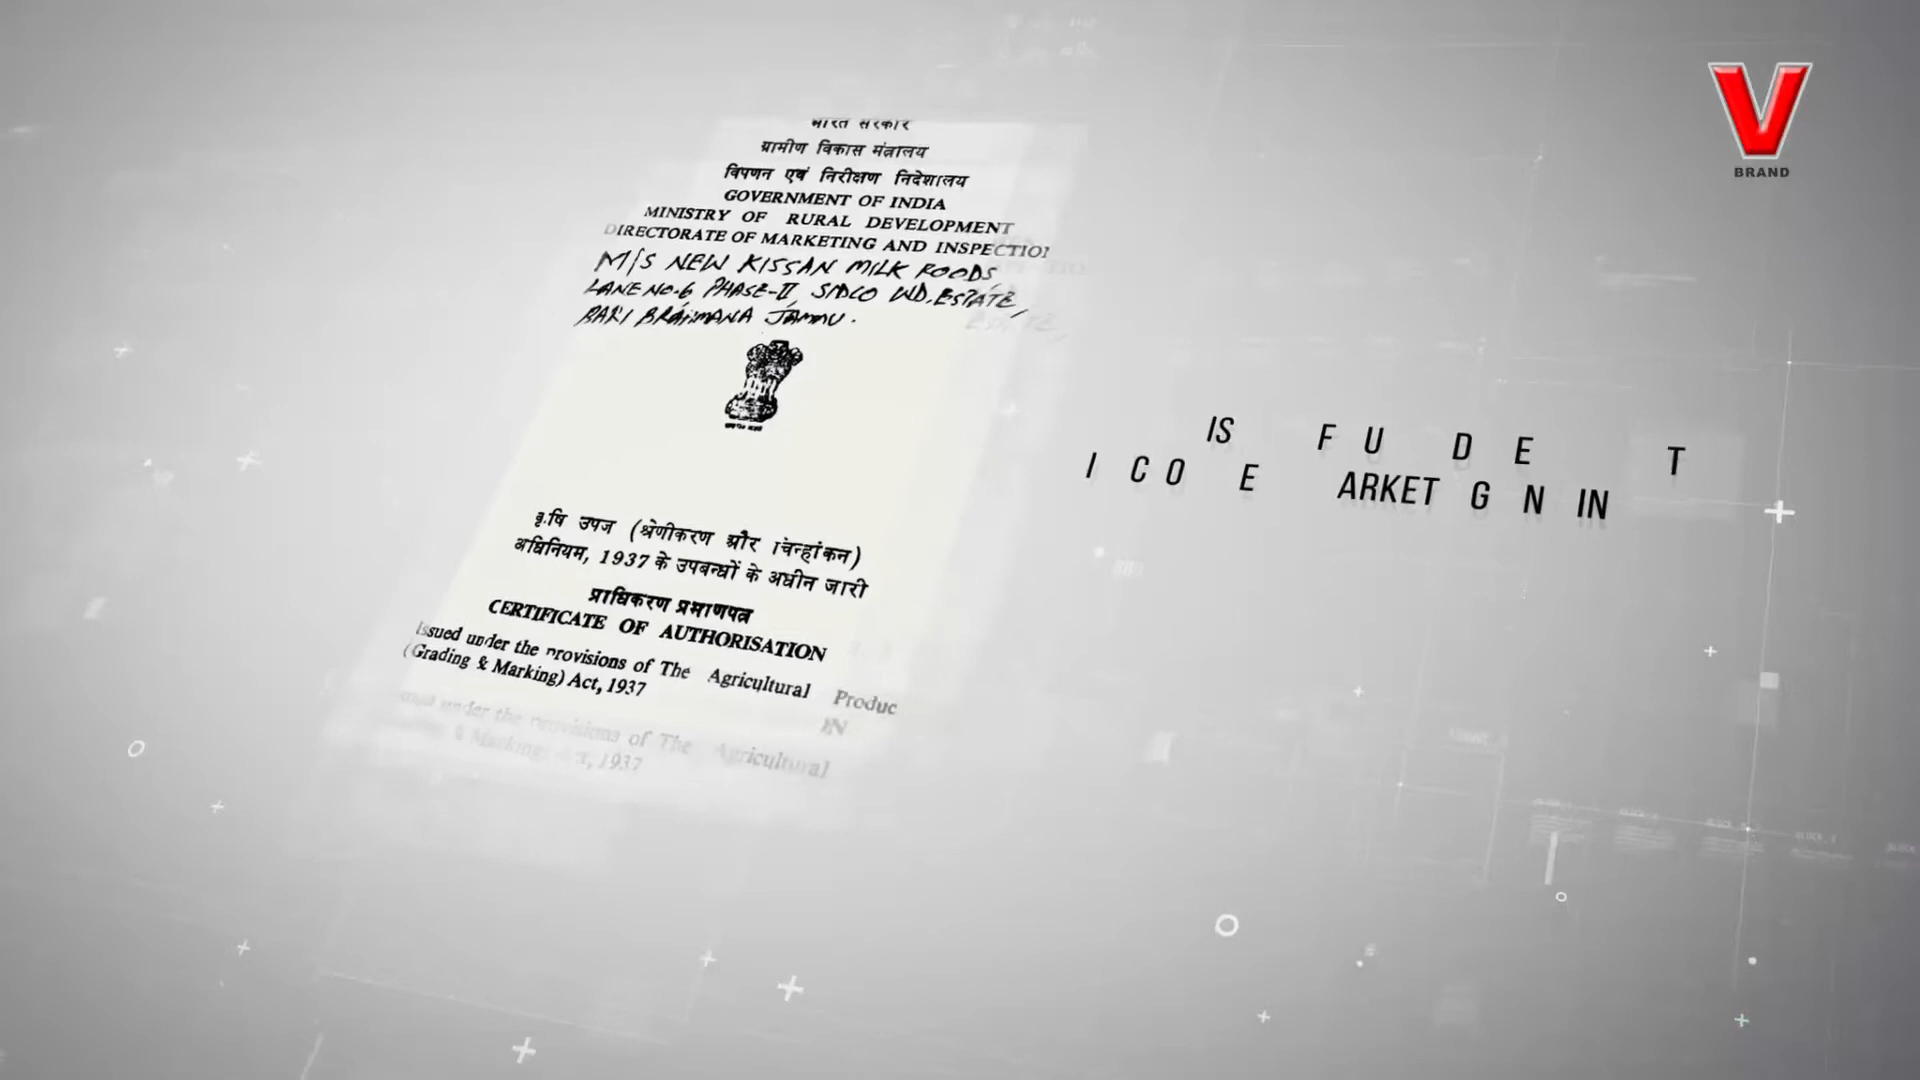 भारत सरकार
ग्रामीण विकास मंत्रालय
विपणन एवं निरीक्षण निदेशालय
GOVERNMENT OF INDIA
MINISTRY OF RURAL DEVELOPMENT
DIRECTORATE OF MARKETING AND INSPECTIO
M/S NEW KISSAN MILK FOODS
LANE NO.6 PHASE-II, SIDCO IND. ESTATE,
BARI BRAHMANA JAMMU.
कृषि उपज (श्रेणीकरण और चिन्हांकन)
अधिनियम, 1937 के उपबन्धों के अधीन जारी
प्राधिकरण प्रमाणपत्र
CERTIFICATE OF AUTHORISATION
Issued under the provisions of The Agricultural Produc
(Grading & Marking) Act, 1937
IS F U D E T
I C O E ARKET G N IN
V
BRAND